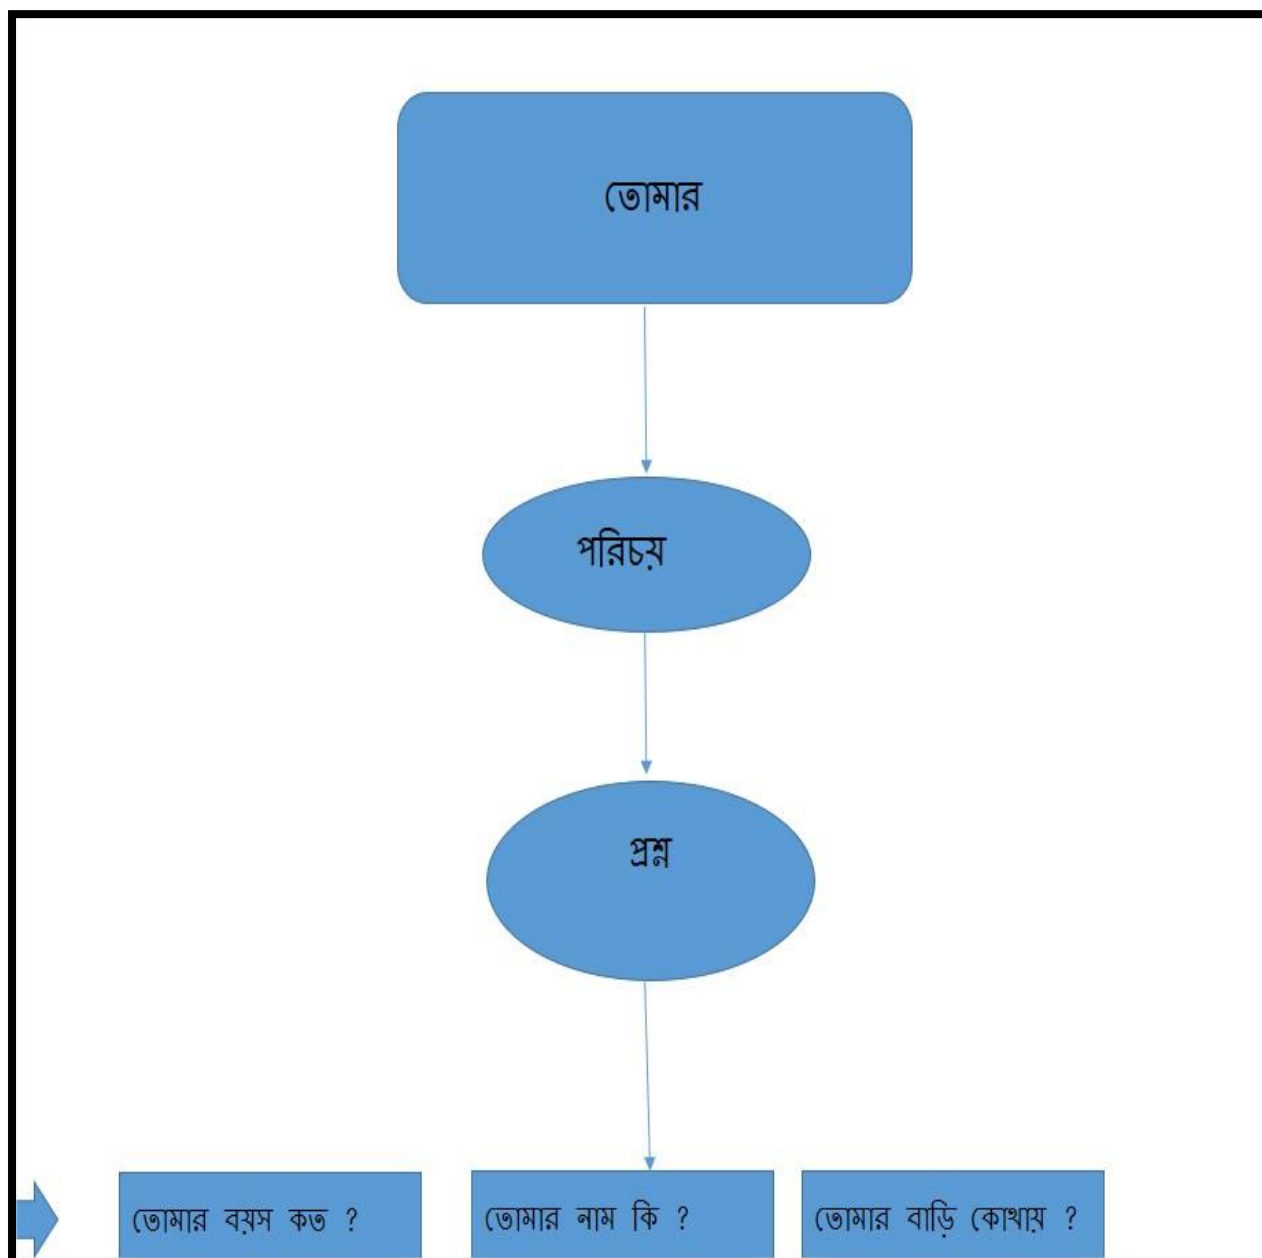 তোমার
পরিচয়
প্রশ্ন
তোমার বয়স কত ?
তোমার নাম কি ?
তোমার বাড়ি কোথায় ?